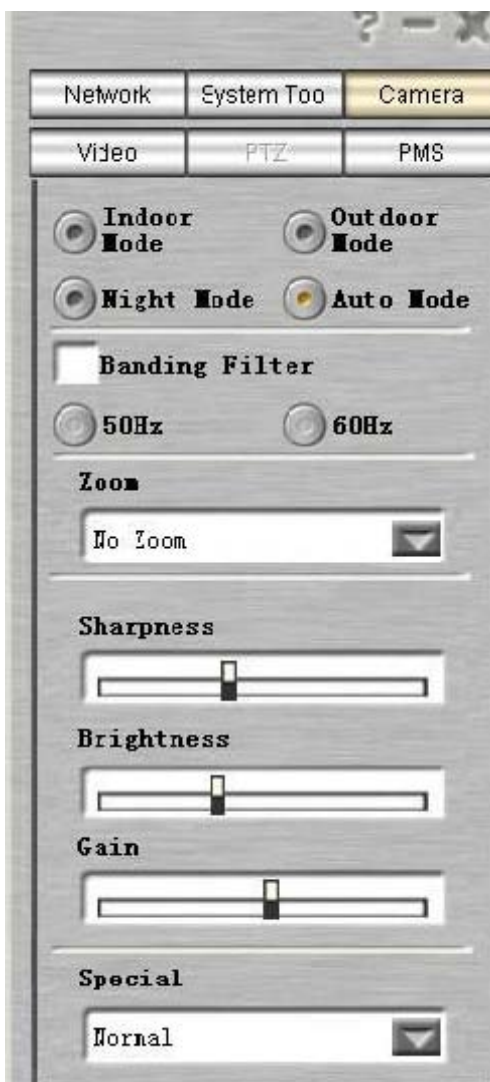 ? − X
Network System Too Camera
Video PTZ PMS
Indoor Mode Outdoor Mode
Night Mode Auto Mode
Banding Filter
50Hz 60Hz
Zoom
No Zoom
Sharpness
Brightness
Gain
Special
Normal